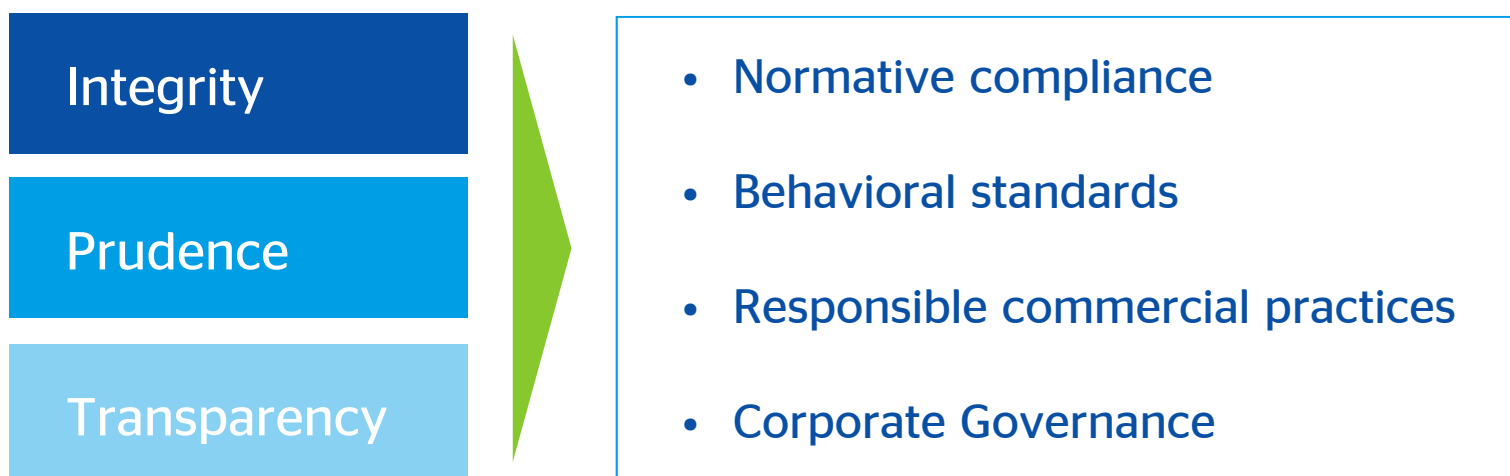 Integrity
Prudence
Transparency
• Normative compliance
• Behavioral standards
• Responsible commercial practices
• Corporate Governance